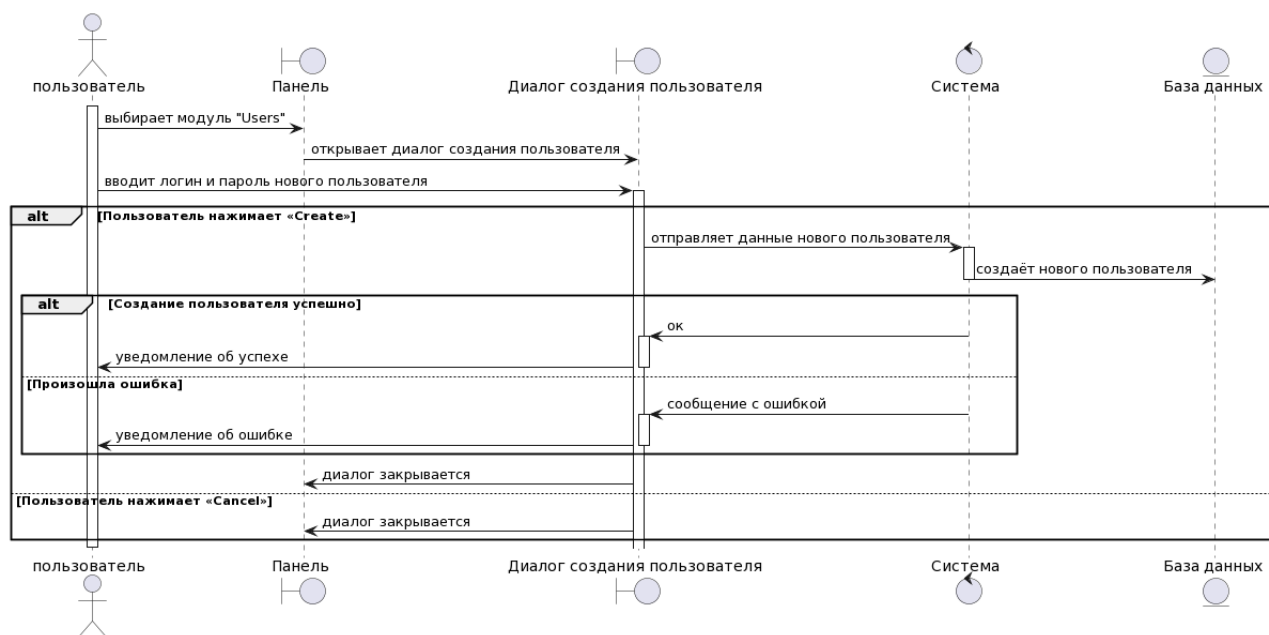 пользователь
Панель
Диалог создания пользователя
Система
База данных
выбирает модуль "Users"
открывает диалог создания пользователя
вводит логин и пароль нового пользователя
alt
[Пользователь нажимает «Create»]
отправляет данные нового пользователя
создаёт нового пользователя
alt
[Создание пользователя успешно]
ок
уведомление об успехе
[Произошла ошибка]
сообщение с ошибкой
уведомление об ошибке
диалог закрывается
[Пользователь нажимает «Cancel»]
диалог закрывается
пользователь
Панель
Диалог создания пользователя
Система
База данных